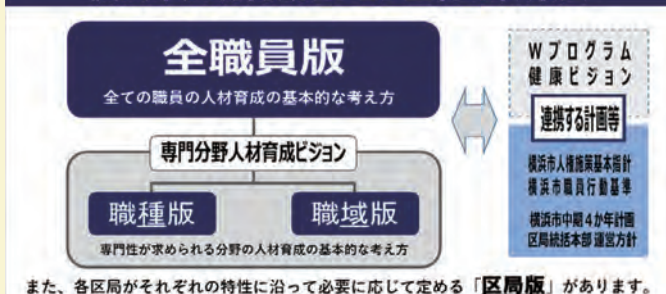 全職員版
全ての職員の人材育成の基本的な考え方
専門分野人材育成ビジョン
職種版
職域版
専門性が求められる分野の人材育成の基本的な考え方
Wプログラム
健康ビジョン
連携する計画等
横浜市人権施策基本指針
横浜市職員行動基準
横浜市中期4か年計画
区局統括本部 運営方針
また、各区局がそれぞれの特性に沿って必要に応じて定める「区局版」があります。